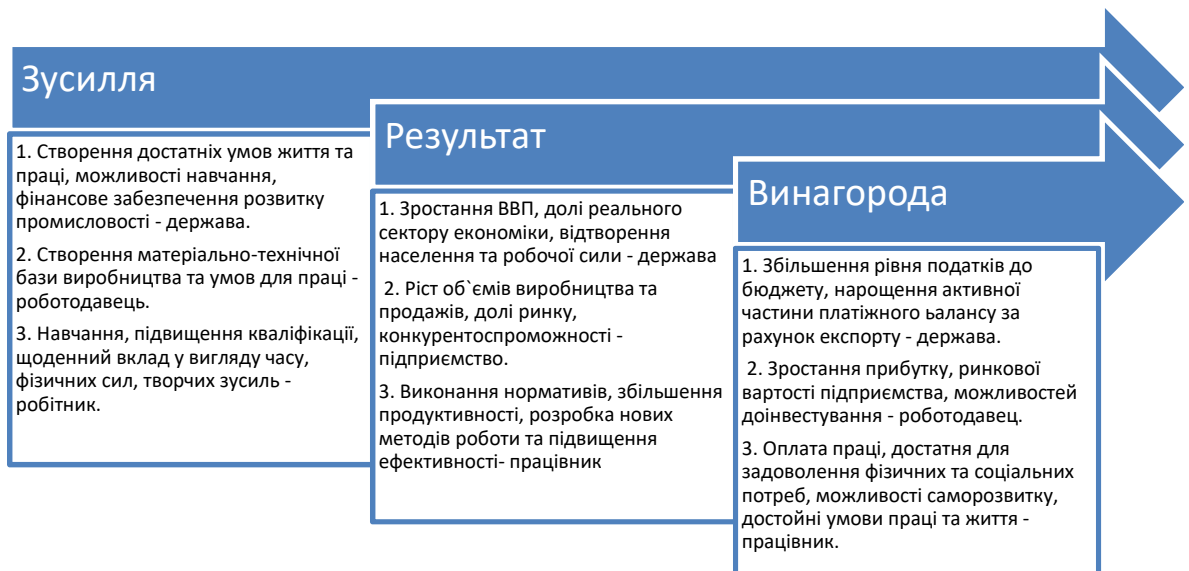 Зусилля
1. Створення достатніх умов життя та
праці, можливості навчання,
фінансове забезпечення розвитку
промисловості - держава.
2. Створення матеріально-технічної
бази виробництва та умов для праці -
роботодавець.
3. Навчання, підвищення кваліфікації,
щоденний вклад у вигляду часу,
фізичних сил, творчих зусиль -
робітник.
Результат
1. Зростання ВВП, долі реального
сектору економіки, відтворення
населення та робочої сили - держава
2. Ріст об`ємів виробництва та
продажів, долі ринку,
конкурентоспроможності -
підприємство.
3. Виконання нормативів, збільшення
продуктивності, розробка нових
методів роботи та підвищення
ефективності- працівник
Винагорода
1. Збільшення рівня податків до
бюджету, нарощення активної
частини платіжного ьалансу за
рахунок експорту - держава.
2. Зростання прибутку, ринкової
вартості підприємства, можливостей
доінвестування - роботодавец.
3. Оплата праці, достатня для
задоволення фізичних та соціальних
потреб, можливості саморозвитку,
достойні умови праці та життя -
працівник.